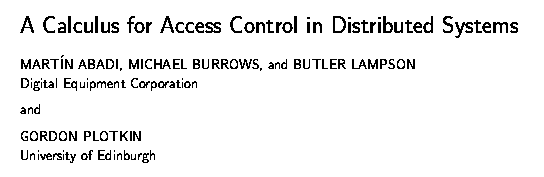 A Calculus for Access Control in Distributed Systems
MARTÍN ABADI, MICHAEL BURROWS, and BUTLER LAMPSON
Digital Equipment Corporation
and
GORDON PLOTKIN
University of Edinburgh